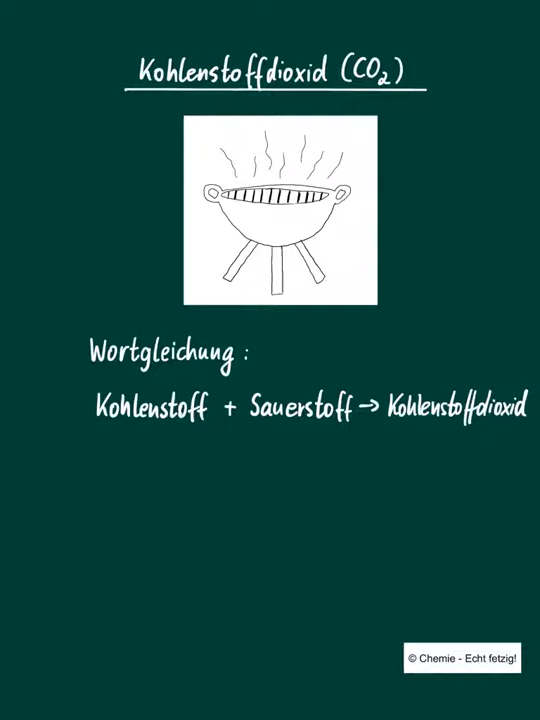 Kohlenstoffdioxid (CO₂)
Wortgleichung :
Kohlenstoff + Sauerstoff → Kohlenstoffdioxid
© Chemie - Echt fetzig!